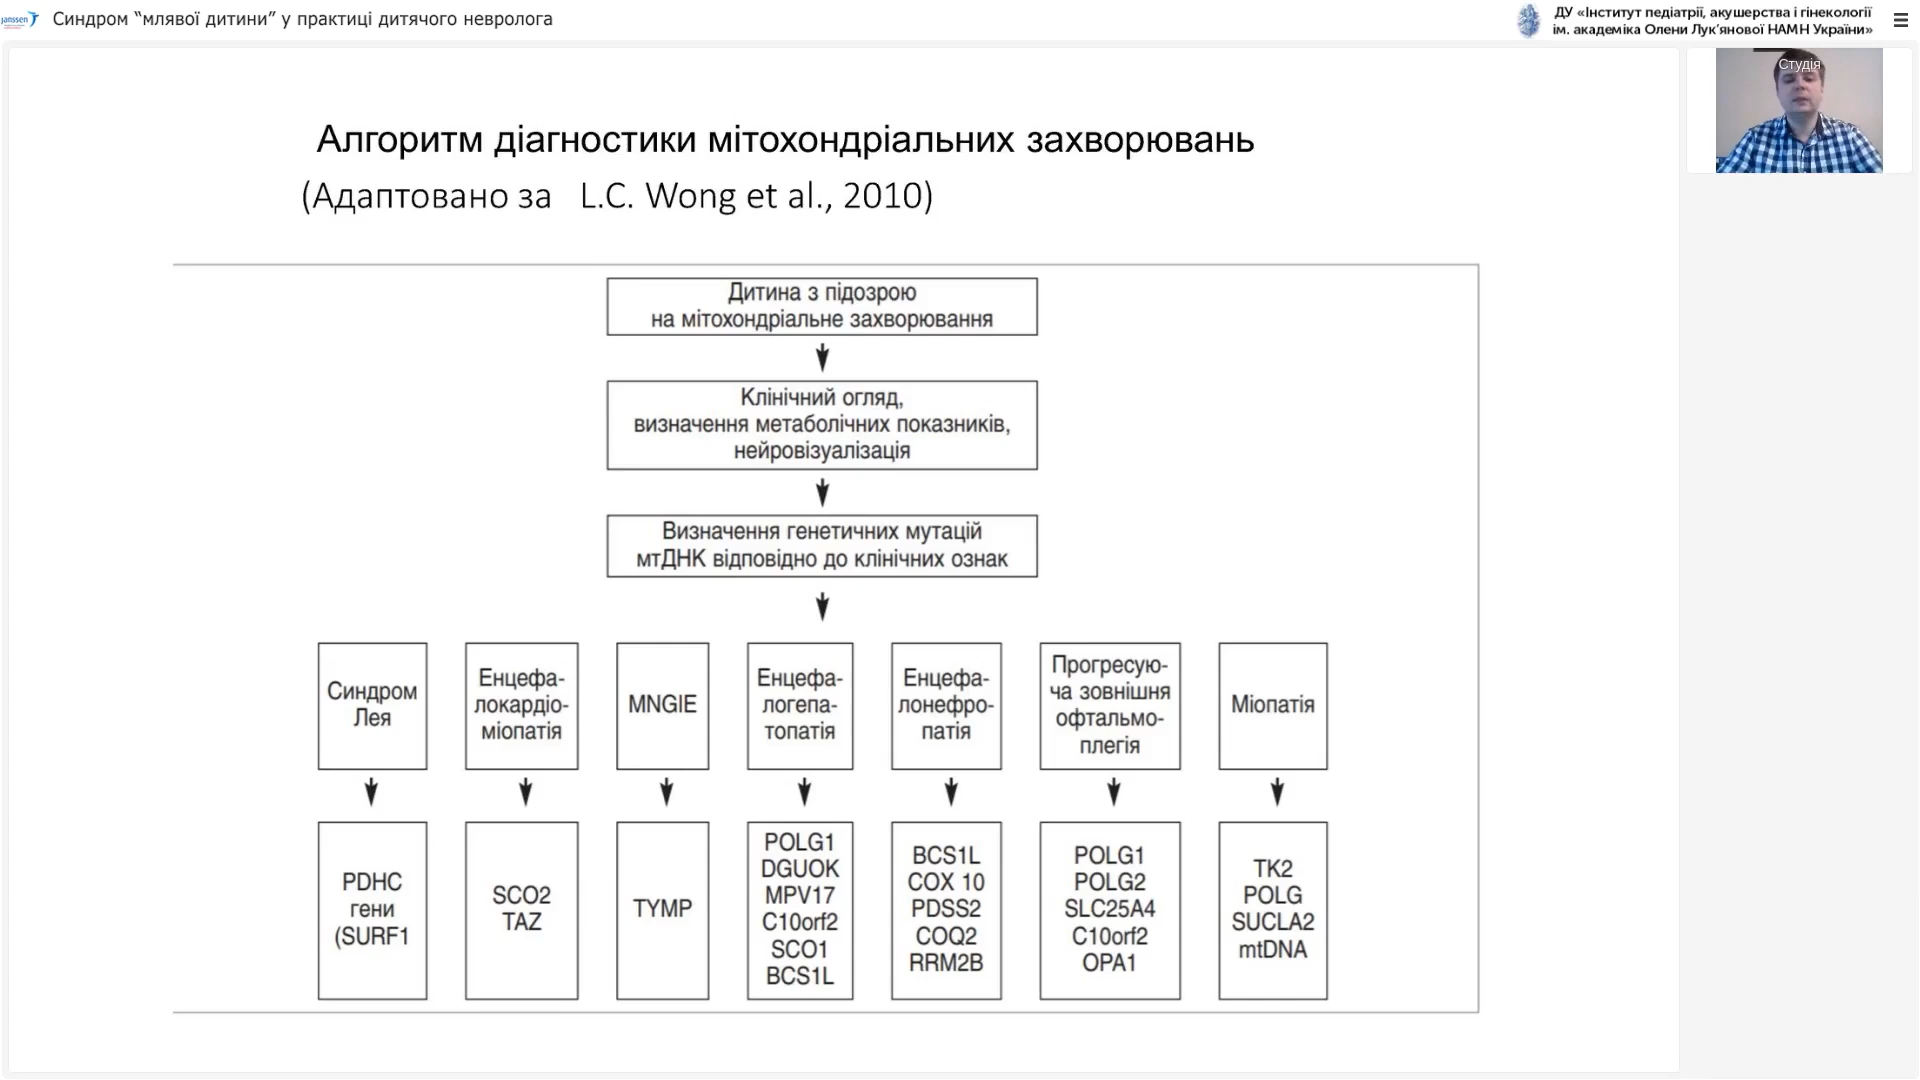 janssen
Синдром “млявої дитини” у практиці дитячого невролога
ДУ «Інститут педіатрії, акушерства і гінекології
ім. академіка Олени Лук’янової НАМН України»
Студія
Алгоритм діагностики мітохондріальних захворювань
(Адаптовано за L.C. Wong et al., 2010)
Дитина з підозрою
на мітохондріальне захворювання
Клінічний огляд,
визначення метаболічних показників,
нейровізуалізація
Визначення генетичних мутацій
мтДНК відповідно до клінічних ознак
Синдром
Лея
Енцефа-
локардіо-
міопатія
MNGIE
Енцефа-
логепа-
топатія
Енцефа-
лонефро-
патія
Прогресую-
ча зовнішня
офтальмо-
плегія
Міопатія
PDHC
гени
(SURF1
SCO2
TAZ
TYMP
POLG1
DGUOK
MPV17
C10orf2
SCO1
BCS1L
BCS1L
COX 10
PDSS2
COQ2
RRM2B
POLG1
POLG2
SLC25A4
C10orf2
OPA1
TK2
POLG
SUCLA2
mtDNA